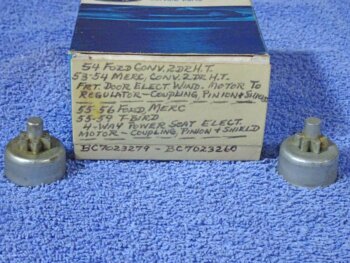 54 FORD CONV. 2 DR H.T.
53-54 MERC, CONV. 2 DR. H.T.
FRT. DOOR ELECT WIND. MOTOR TO
REGULATOR - COUPLING, PINION & SHIELD
55-56 FORD MERC
55-59 T-BIRD
4-WAY POWER SEAT ELECT.
MOTOR - COUPLING PINION & SHIELD
BC7023279 - BC7023260